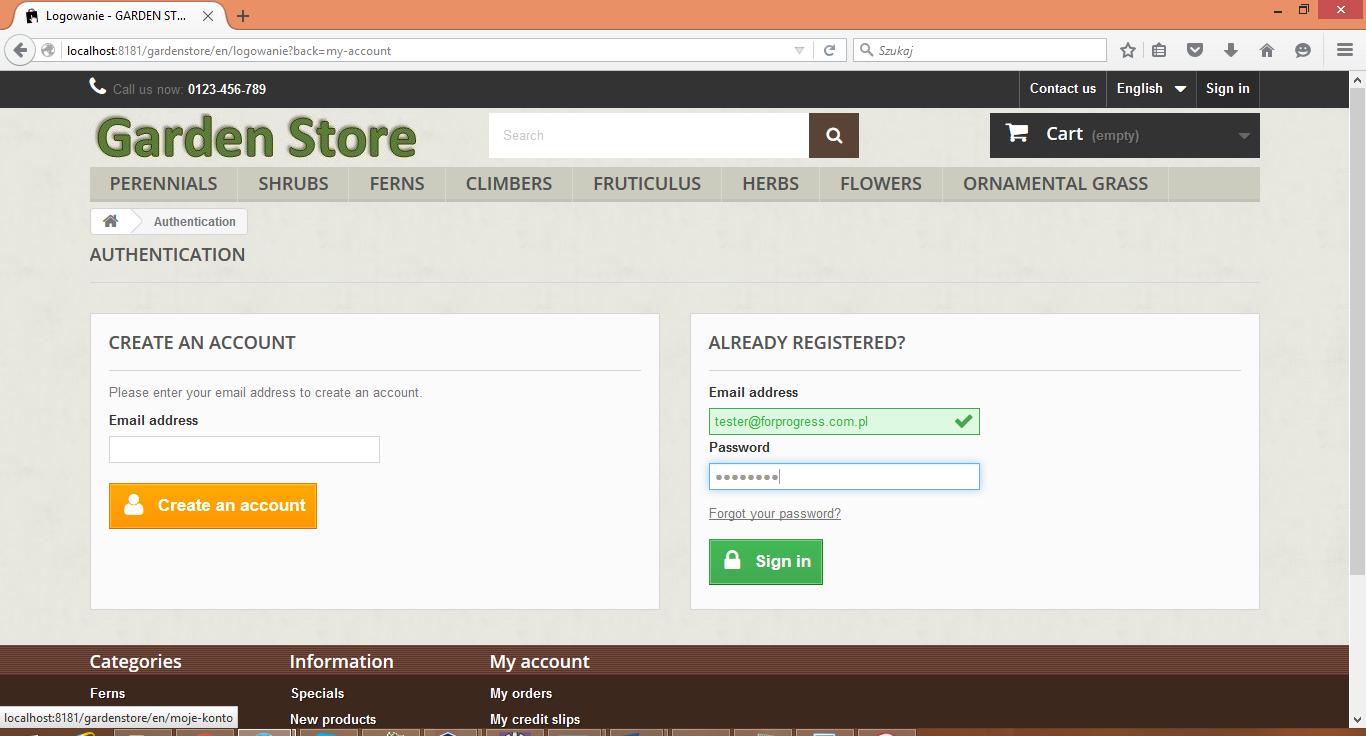 Logowanie - GARDEN ST...
localhost:8181/gardenstore/en/logowanie?back=my-account
Szukaj
Call us now: 0123-456-789
Contact us English Sign in
Garden Store
Search
Cart (empty)
PERENNIALS SHRUBS FERNS CLIMBERS FRUTICULUS HERBS FLOWERS ORNAMENTAL GRASS
Authentication
AUTHENTICATION
CREATE AN ACCOUNT
Please enter your email address to create an account.
Email address
Create an account
ALREADY REGISTERED?
Email address
tester@forprogress.com.pl
Password
Forgot your password?
Sign in
Categories Information My account
Ferns Specials My orders
New products My credit slips
localhost:8181/gardenstore/en/moje-konto